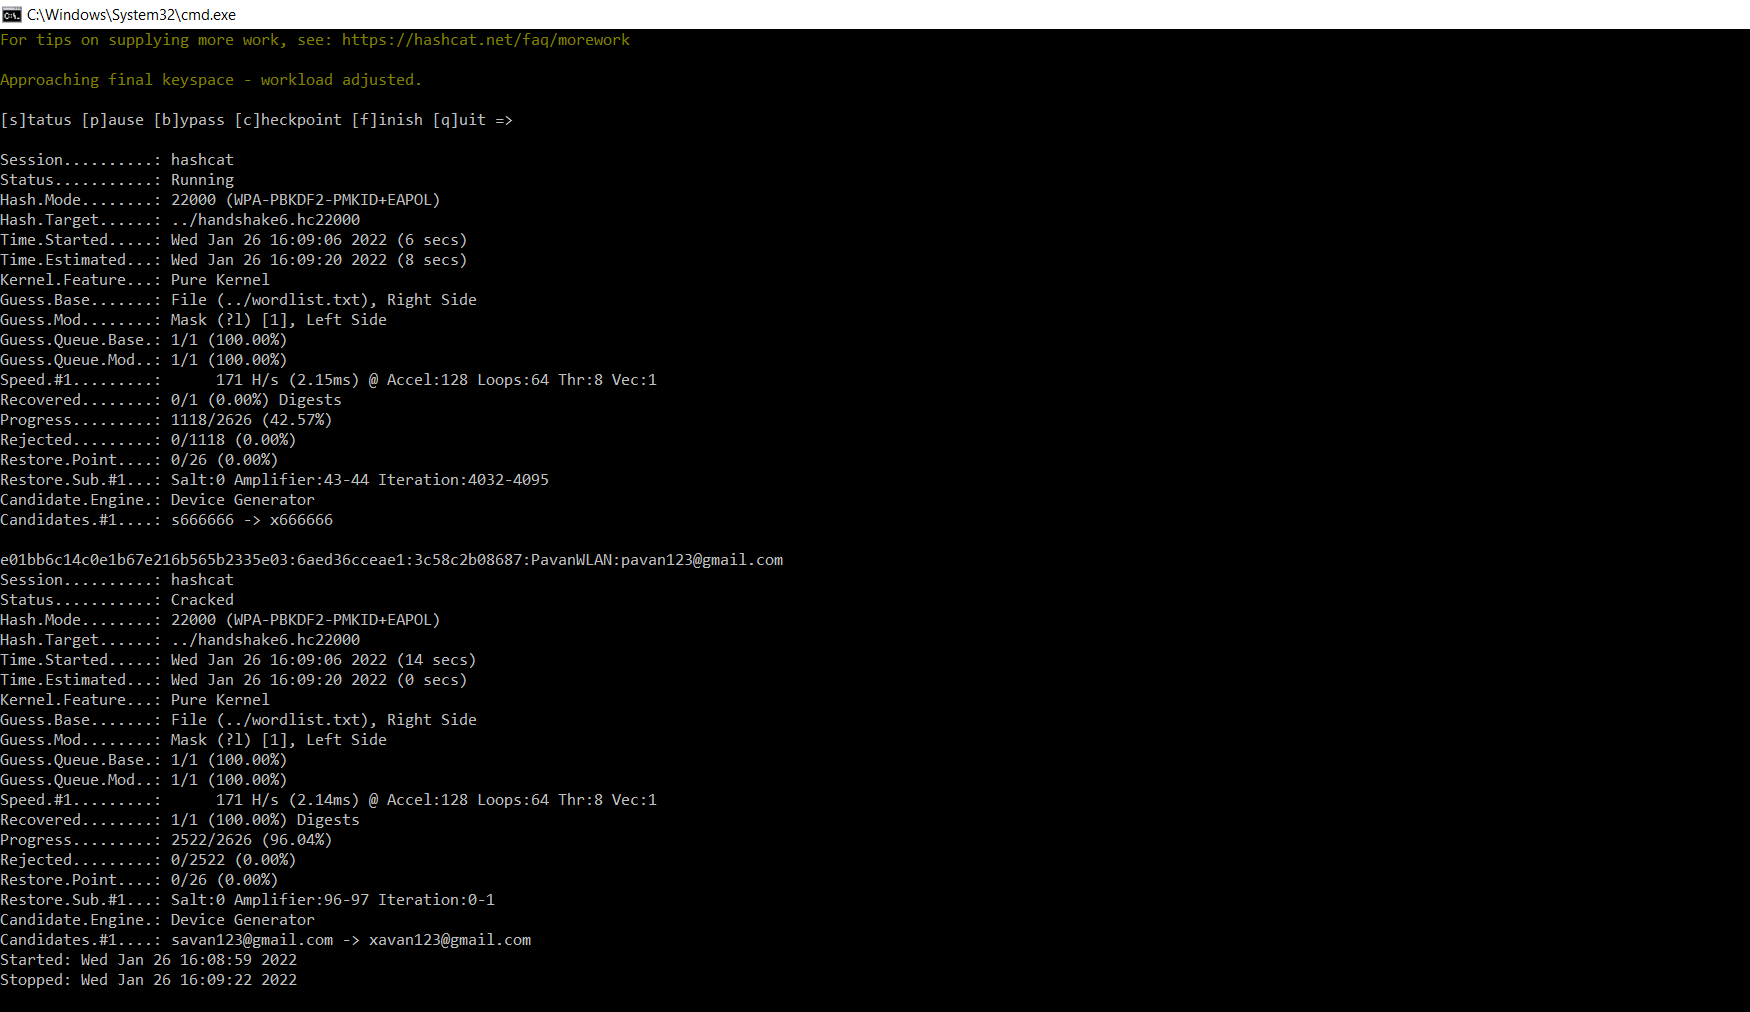 C:\Windows\System32\cmd.exe
For tips on supplying more work, see: https://hashcat.net/faq/morework
Approaching final keyspace - workload adjusted.
[s]tatus [p]ause [b]ypass [c]heckpoint [f]inish [q]uit =>
Session..........: hashcat
Status...........: Running
Hash.Mode........: 22000 (WPA-PBKDF2-PMKID+EAPOL)
Hash.Target......: ../handshake6.hc22000
Time.Started.....: Wed Jan 26 16:09:06 2022 (6 secs)
Time.Estimated...: Wed Jan 26 16:09:20 2022 (8 secs)
Kernel.Feature...: Pure Kernel
Guess.Base.......: File (../wordlist.txt), Right Side
Guess.Mod........: Mask (?l) [1], Left Side
Guess.Queue.Base.: 1/1 (100.00%)
Guess.Queue.Mod..: 1/1 (100.00%)
Speed.#1.........:      171 H/s (2.15ms) @ Accel:128 Loops:64 Thr:8 Vec:1
Recovered........: 0/1 (0.00%) Digests
Progress.........: 1118/2626 (42.57%)
Rejected.........: 0/1118 (0.00%)
Restore.Point....: 0/26 (0.00%)
Restore.Sub.#1...: Salt:0 Amplifier:43-44 Iteration:4032-4095
Candidate.Engine.: Device Generator
Candidates.#1....: s666666 -> x666666
e01bb6c14c0e1b67e216b565b2335e03:6aed36cceae1:3c58c2b08687:PavanWLAN:pavan123@gmail.com
Session..........: hashcat
Status...........: Cracked
Hash.Mode........: 22000 (WPA-PBKDF2-PMKID+EAPOL)
Hash.Target......: ../handshake6.hc22000
Time.Started.....: Wed Jan 26 16:09:06 2022 (14 secs)
Time.Estimated...: Wed Jan 26 16:09:20 2022 (0 secs)
Kernel.Feature...: Pure Kernel
Guess.Base.......: File (../wordlist.txt), Right Side
Guess.Mod........: Mask (?l) [1], Left Side
Guess.Queue.Base.: 1/1 (100.00%)
Guess.Queue.Mod..: 1/1 (100.00%)
Speed.#1.........:      171 H/s (2.14ms) @ Accel:128 Loops:64 Thr:8 Vec:1
Recovered........: 1/1 (100.00%) Digests
Progress.........: 2522/2626 (96.04%)
Rejected.........: 0/2522 (0.00%)
Restore.Point....: 0/26 (0.00%)
Restore.Sub.#1...: Salt:0 Amplifier:96-97 Iteration:0-1
Candidate.Engine.: Device Generator
Candidates.#1....: savan123@gmail.com -> xavan123@gmail.com
Started: Wed Jan 26 16:08:59 2022
Stopped: Wed Jan 26 16:09:22 2022